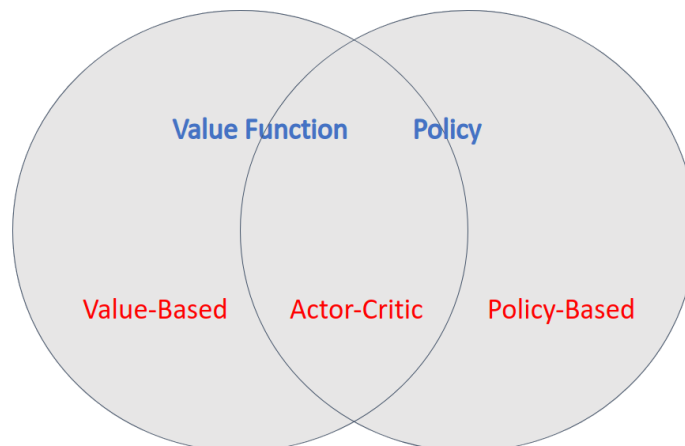 Value Function
Policy
Value-Based
Actor-Critic
Policy-Based